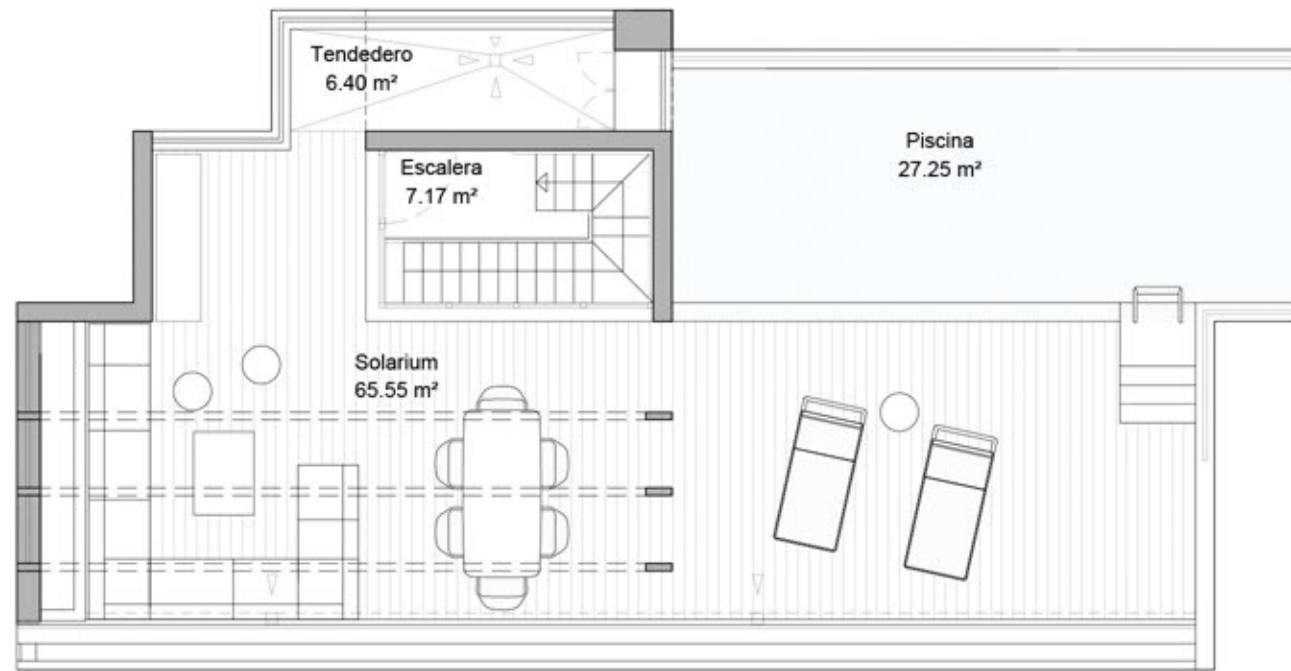 Tendedero
6.40 m²
Piscina
27.25 m²
Escalera
7.17 m²
Solarium
65.55 m²